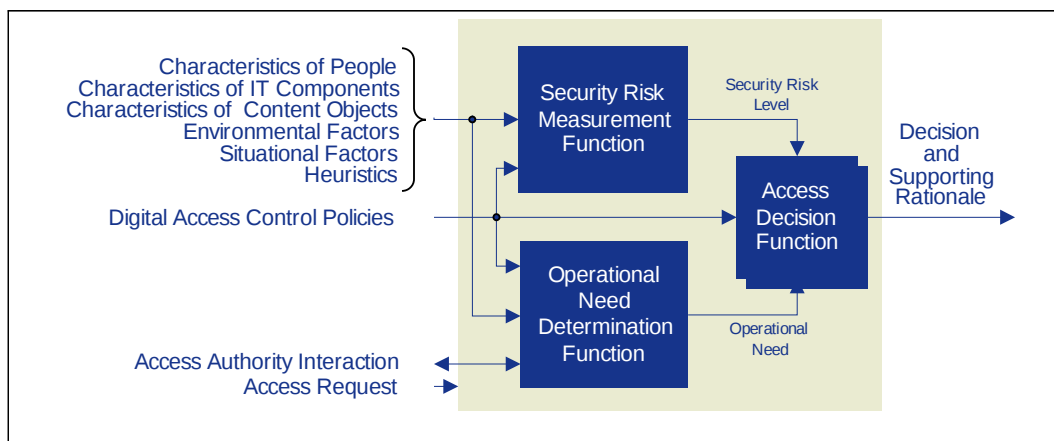 Characteristics of People
Characteristics of IT Components
Characteristics of Content Objects
Environmental Factors
Situational Factors
Heuristics
Digital Access Control Policies
Access Authority Interaction
Access Request
Security Risk
Measurement
Function
Operational
Need
Determination
Function
Security Risk
Level
Operational
Need
Access
Decision
Function
Decision
and
Supporting
Rationale